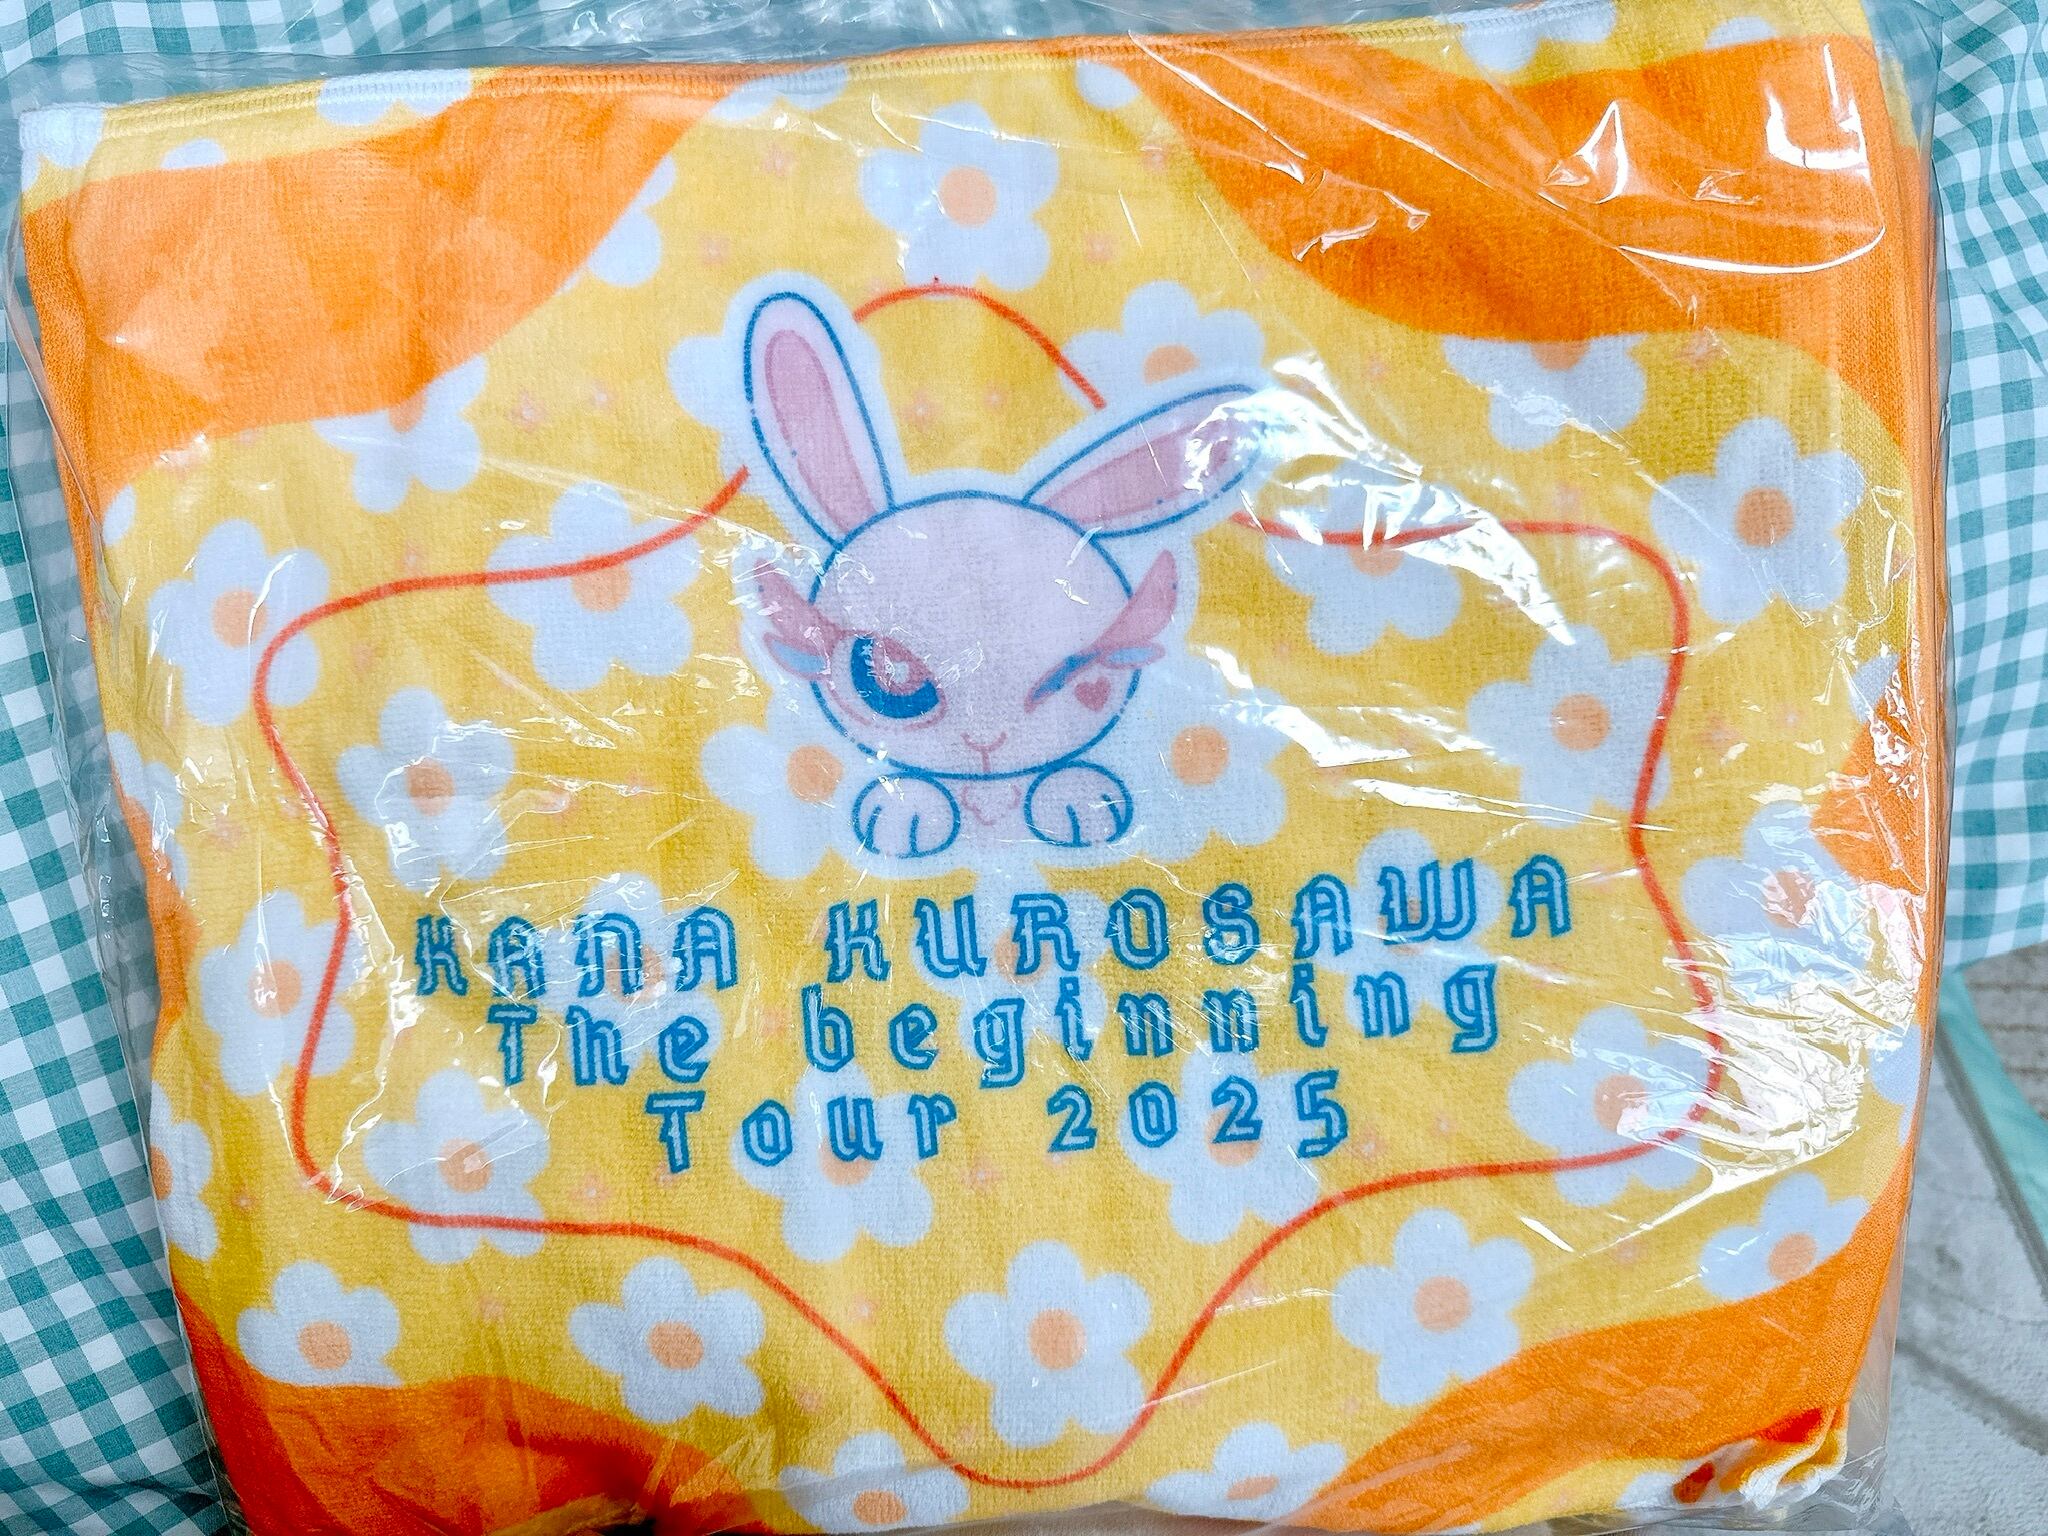 KANA KUROSAWA
The beginning
Tour 2025